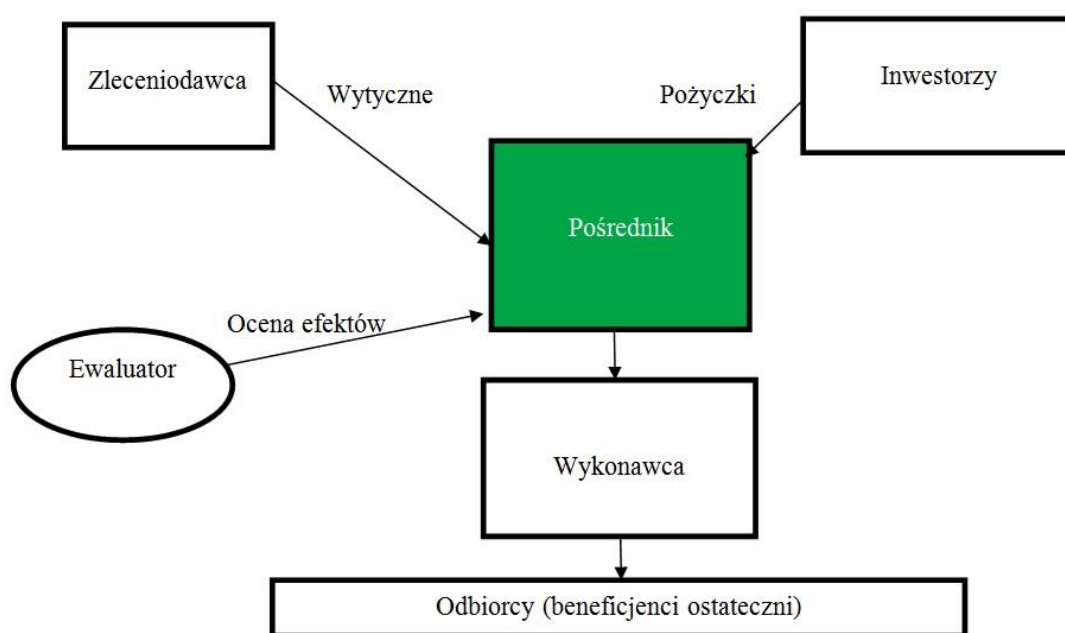 Zleceniodawca
Inwestorzy
Wytyczne
Pożyczki
Pośrednik
Ocena efektów
Ewaluator
Wykonawca
Odbiorcy (beneficjenci ostateczni)